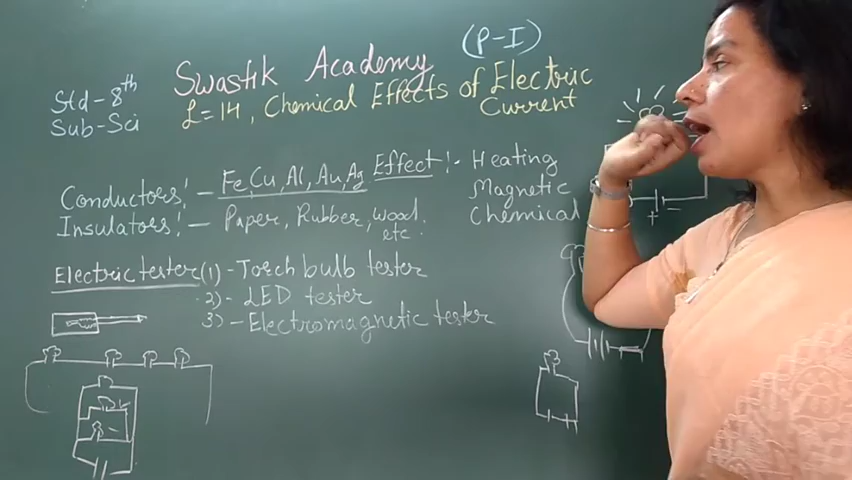 (P-I)
Std-8th
Sub-Sci
Swastik Academy
L=14, Chemical Effects of Electric
Current
Conductors:- Fe, Cu, Al, Au, Ag
Insulators:- Paper, Rubber, wood.
etc.
Effect:- Heating
Magnetic
Chemical
Electric tester (1) - Torch bulb tester
2) - LED tester
3) - Electromagnetic tester
+ -